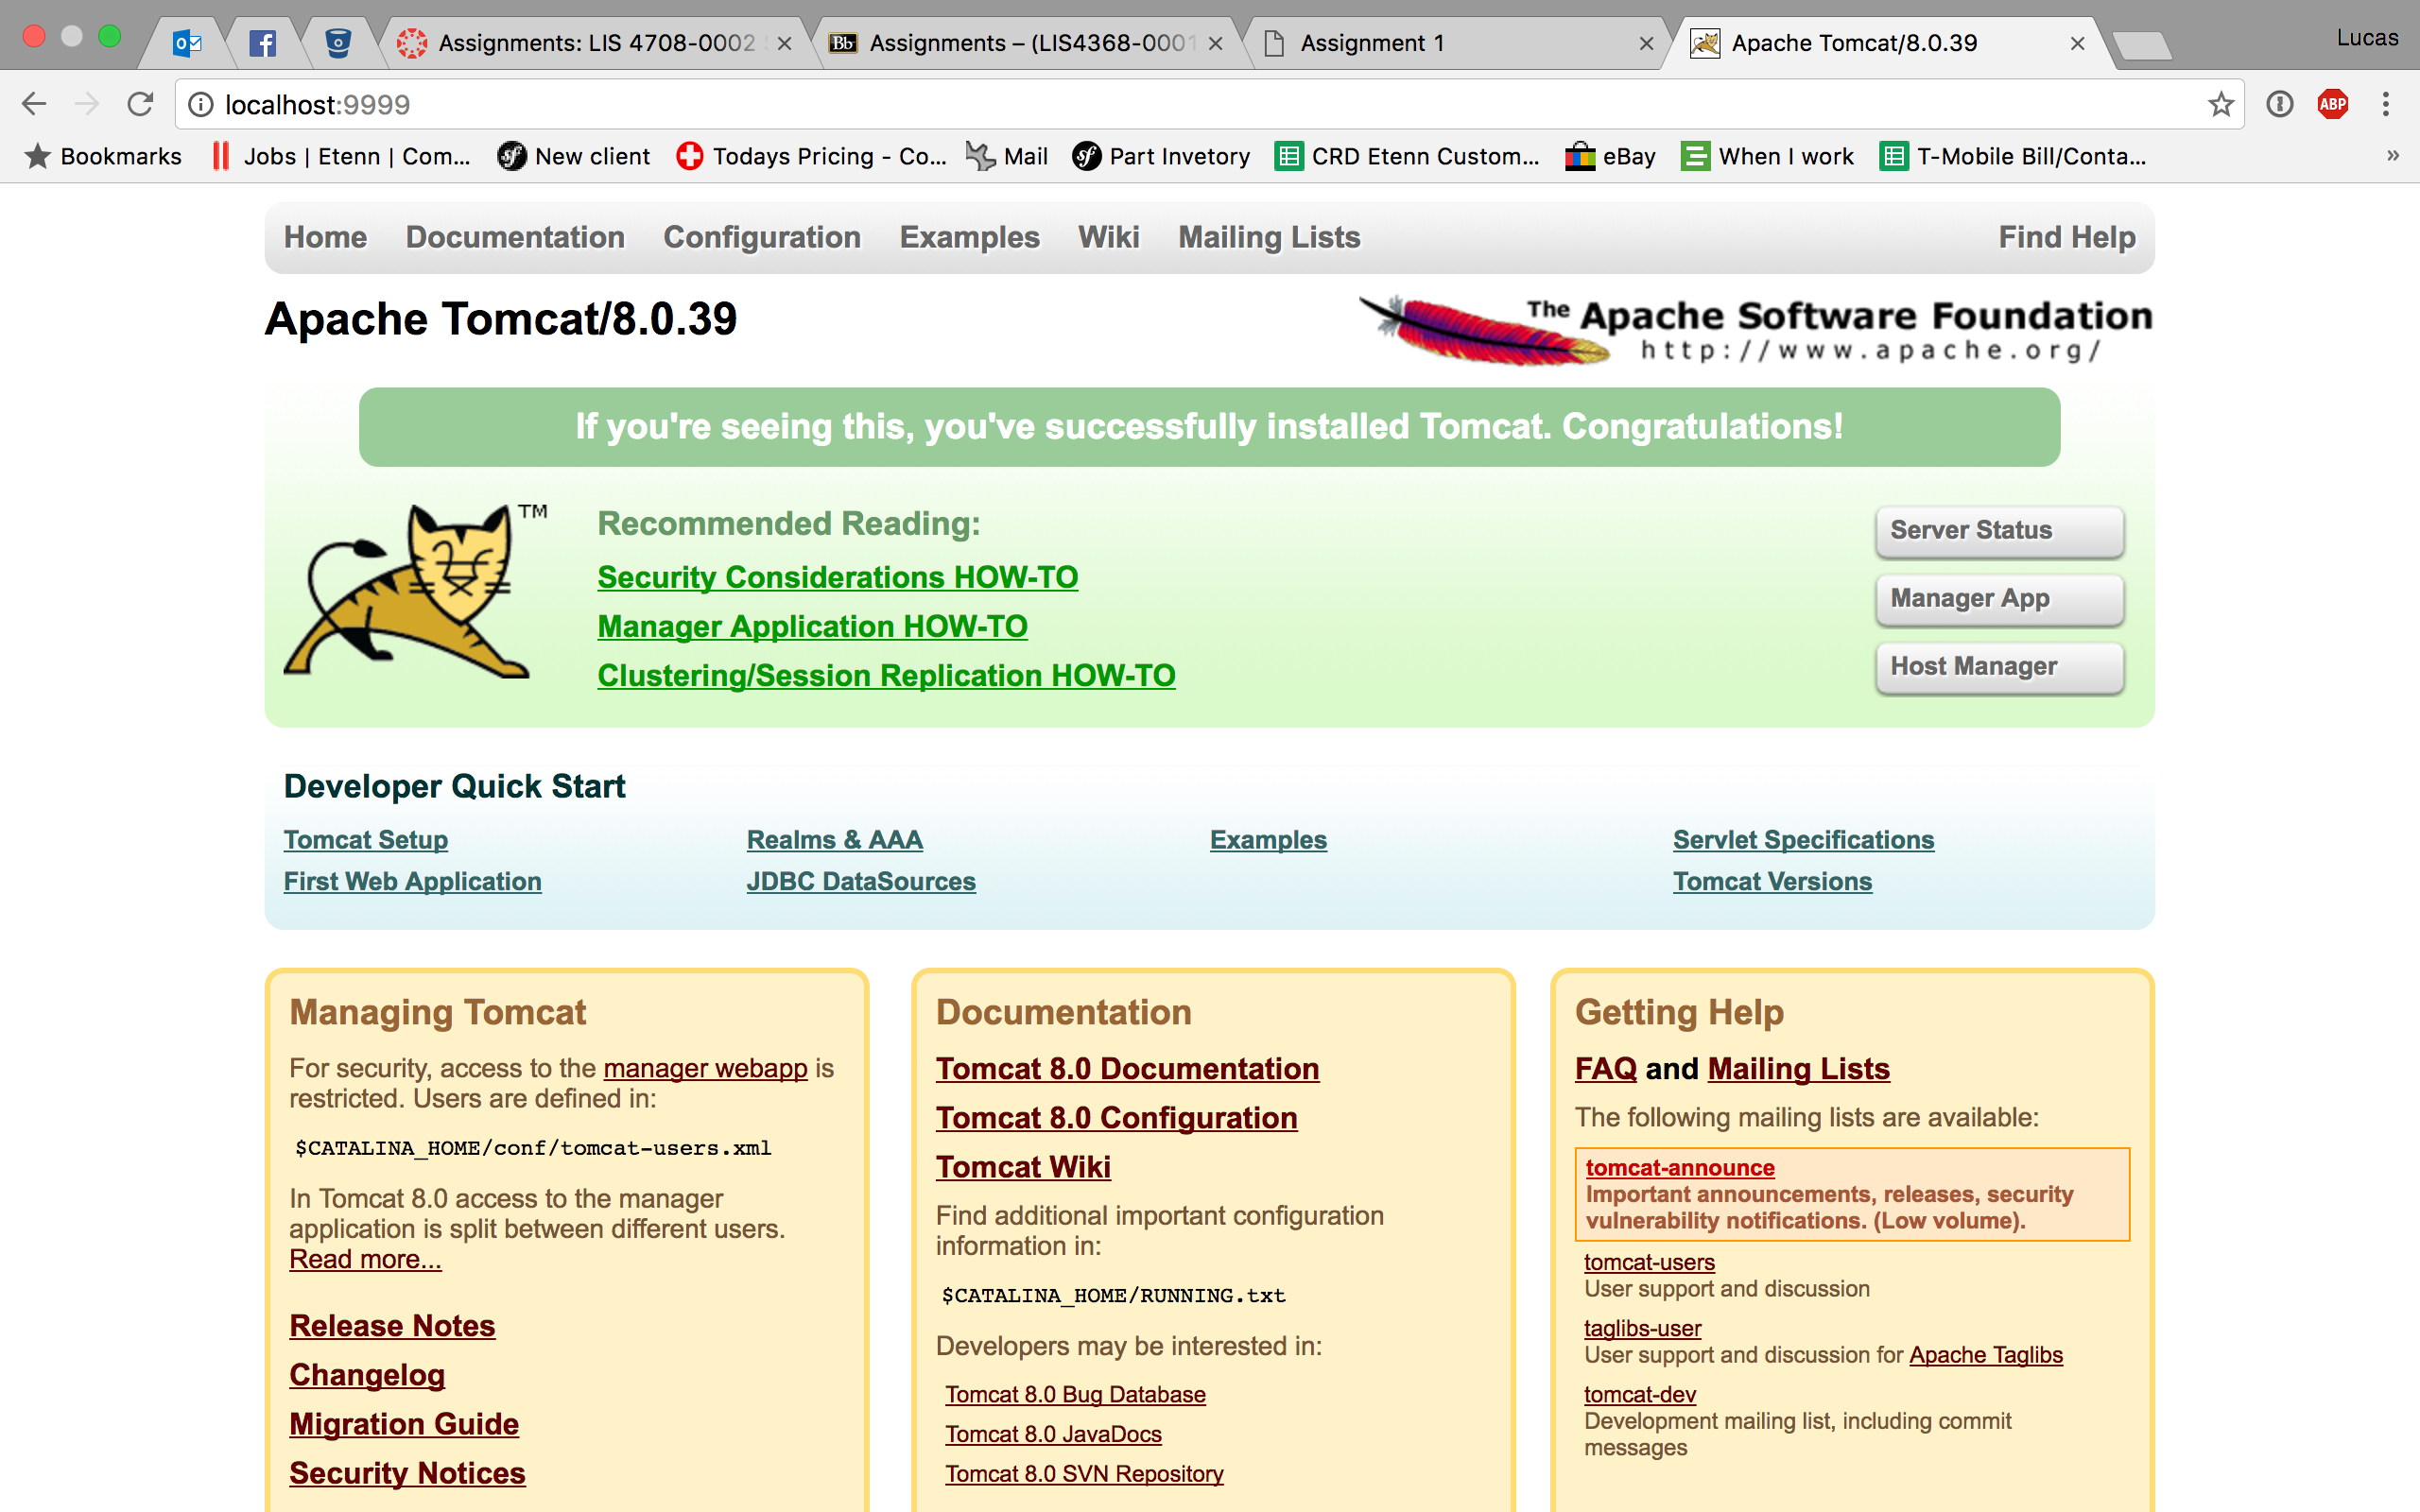 Assignments: LIS 4708-0002
Assignments – (LIS4368-0001
Assignment 1
Apache Tomcat/8.0.39
Lucas
localhost:9999
ABP
Bookmarks
Jobs | Etenn | Com...
New client
Todays Pricing - Co...
Mail
Part Invetory
CRD Etenn Custom...
eBay
When I work
T-Mobile Bill/Conta...
»
Home Documentation Configuration Examples Wiki Mailing Lists Find Help
Apache Tomcat/8.0.39
The Apache Software Foundation
http://www.apache.org/
If you're seeing this, you've successfully installed Tomcat. Congratulations!
TM
Recommended Reading:
Security Considerations HOW-TO
Manager Application HOW-TO
Clustering/Session Replication HOW-TO
Server Status
Manager App
Host Manager
Developer Quick Start
Tomcat Setup Realms & AAA Examples Servlet Specifications
First Web Application JDBC DataSources Tomcat Versions
Managing Tomcat
For security, access to the manager webapp is
restricted. Users are defined in:
$CATALINA_HOME/conf/tomcat-users.xml
In Tomcat 8.0 access to the manager
application is split between different users.
Read more...
Release Notes
Changelog
Migration Guide
Security Notices
Documentation
Tomcat 8.0 Documentation
Tomcat 8.0 Configuration
Tomcat Wiki
Find additional important configuration
information in:
$CATALINA_HOME/RUNNING.txt
Developers may be interested in:
Tomcat 8.0 Bug Database
Tomcat 8.0 JavaDocs
Tomcat 8.0 SVN Repository
Getting Help
FAQ and Mailing Lists
The following mailing lists are available:
tomcat-announce
Important announcements, releases, security
vulnerability notifications. (Low volume).
tomcat-users
User support and discussion
taglibs-user
User support and discussion for Apache Taglibs
tomcat-dev
Development mailing list, including commit
messages